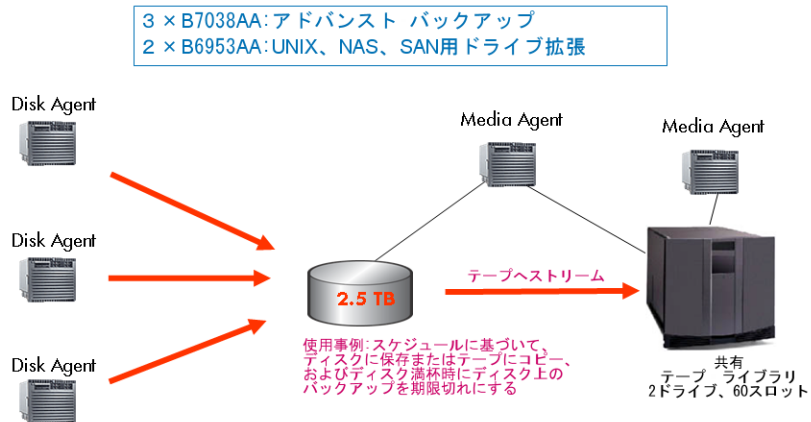 3 × B7038AA:アドバンスト バックアップ
2 × B6953AA:UNIX、NAS、SAN用ドライブ拡張
Disk Agent
Media Agent
Media Agent
Disk Agent
テープへストリーム
2.5 TB
使用事例:スケジュールに基づいて、
ディスクに保存またはテープにコピー、
およびディスク満杯時にディスク上の
バックアップを期限切れにする
Disk Agent
共有
テープ ライブラリ
2ドライブ、60スロット